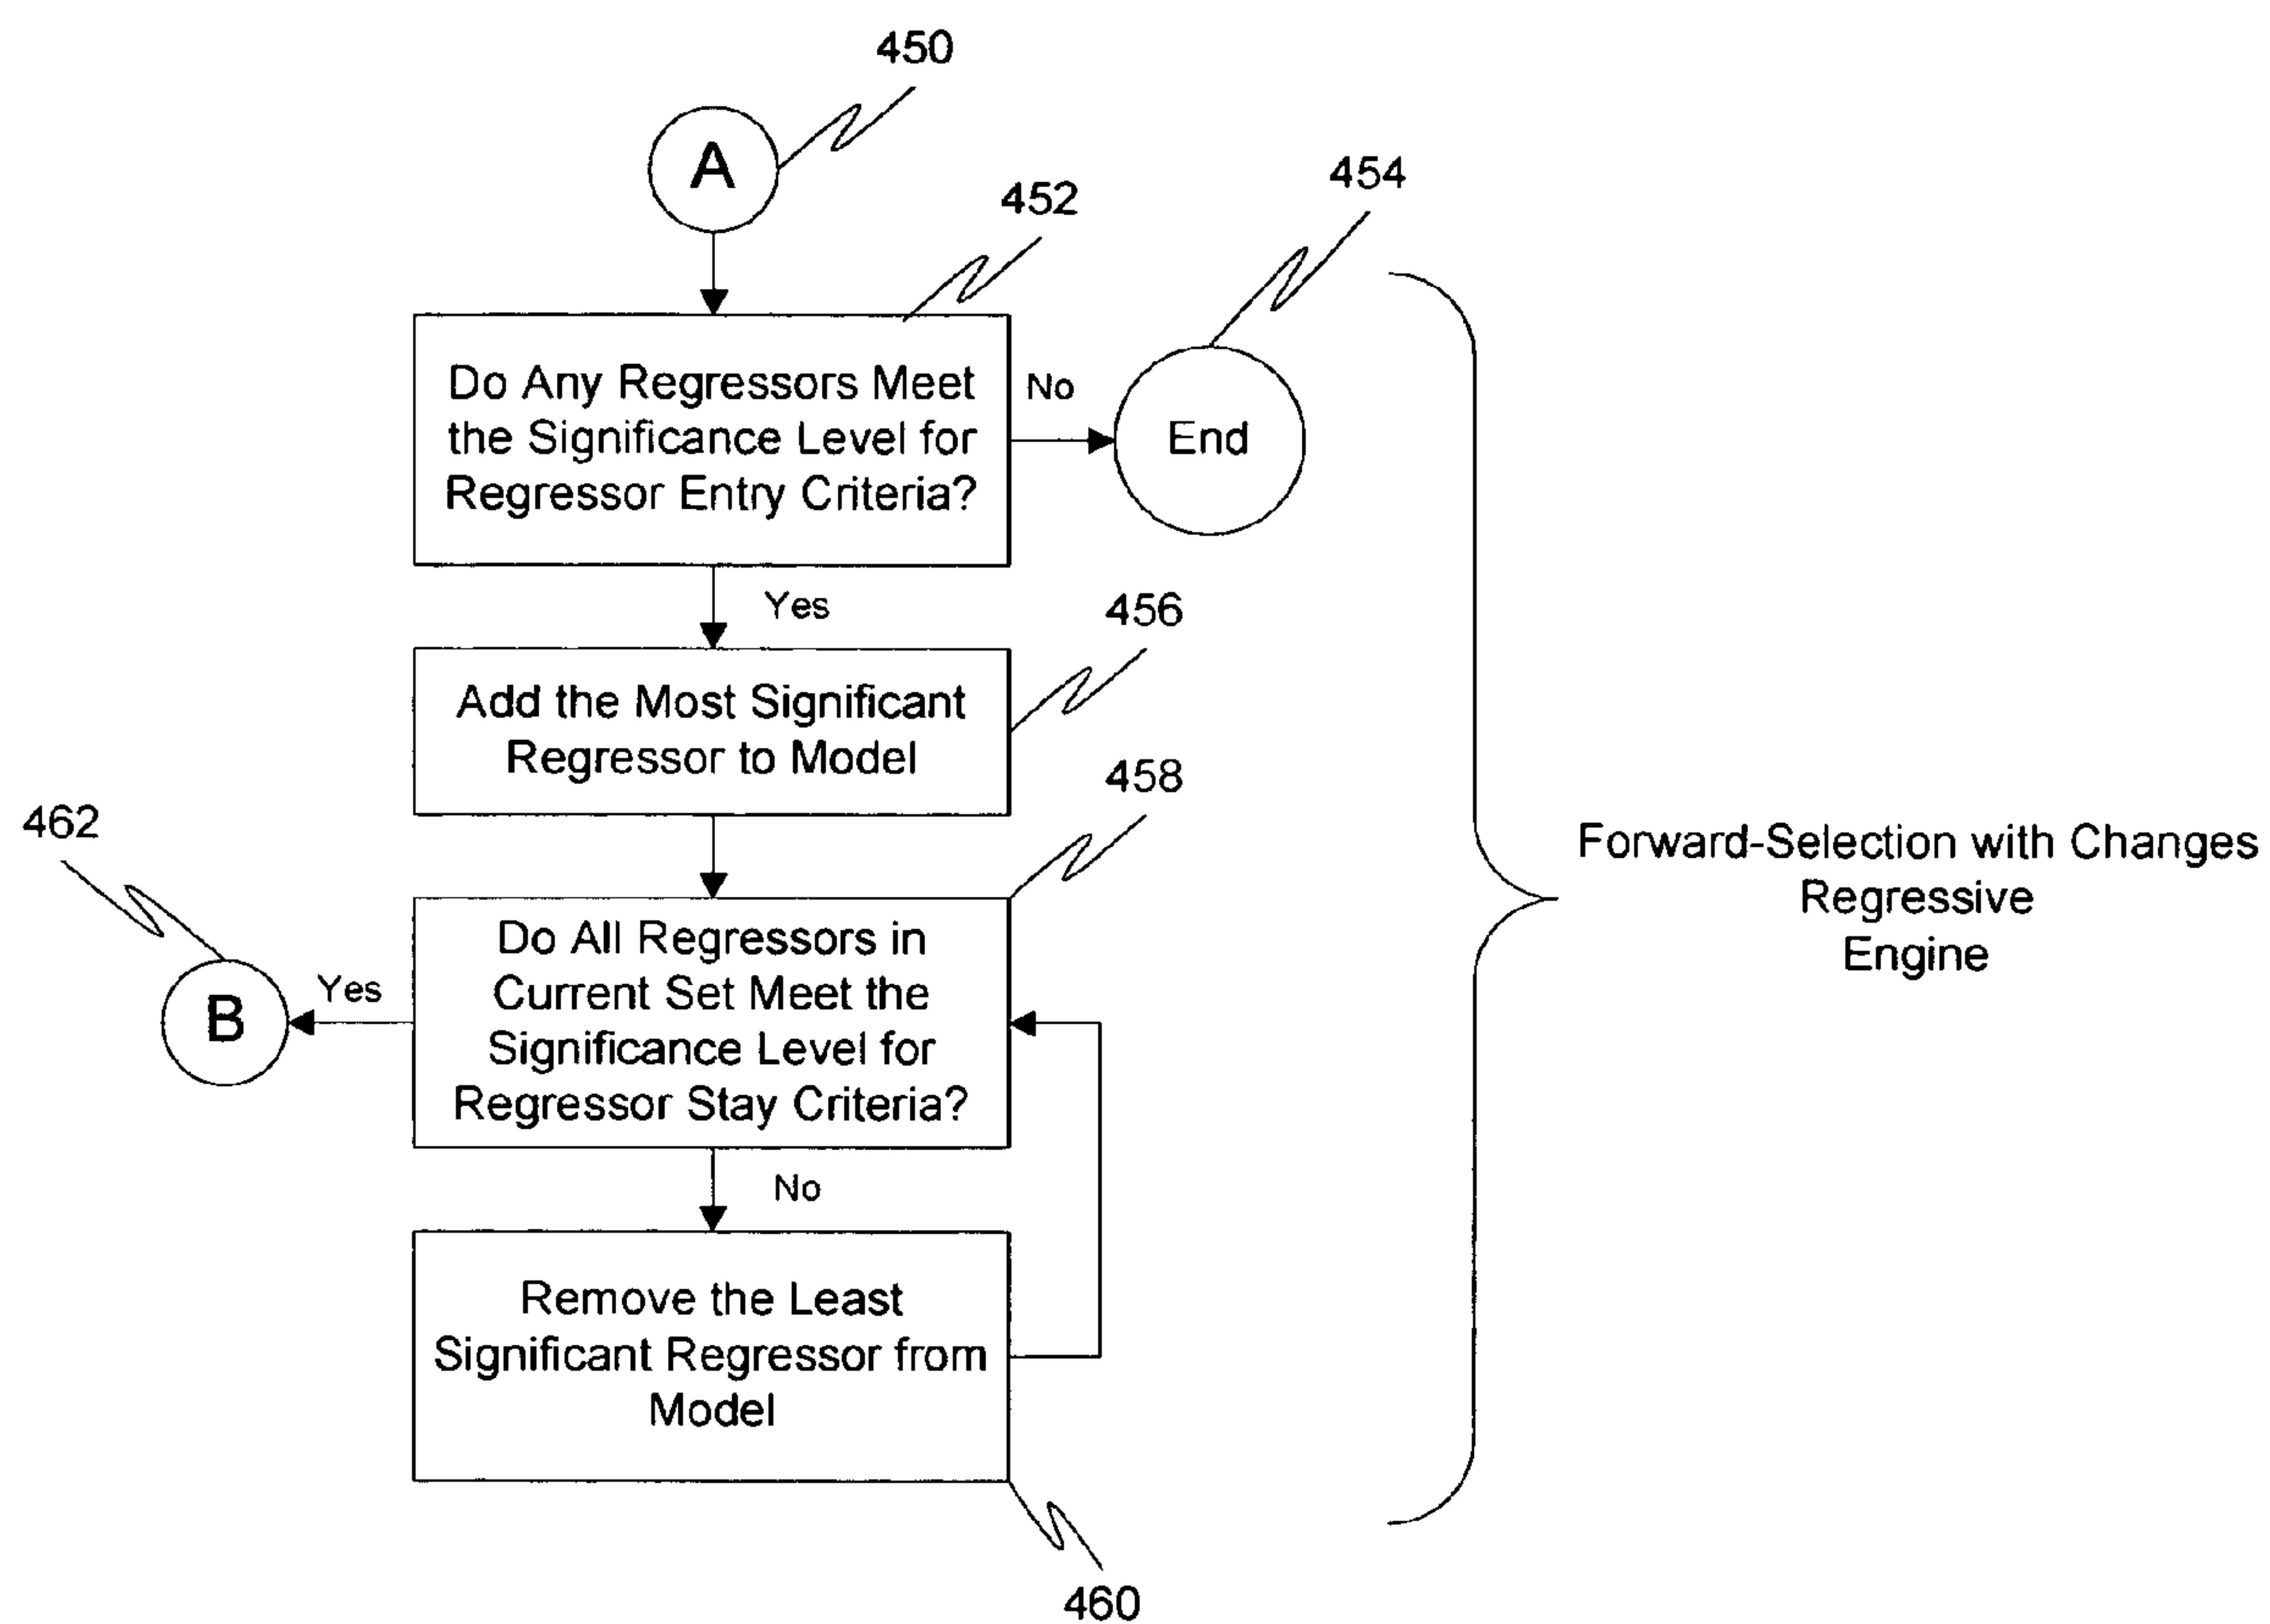 450
A
452
454
Do Any Regressors Meet
the Significance Level for
Regressor Entry Criteria?
No
End
Yes
456
Add the Most Significant
Regressor to Model
458
462
Do All Regressors in
Current Set Meet the
Significance Level for
Regressor Stay Criteria?
Yes
B
No
Remove the Least
Significant Regressor from
Model
460
Forward-Selection with Changes
Regressive
Engine